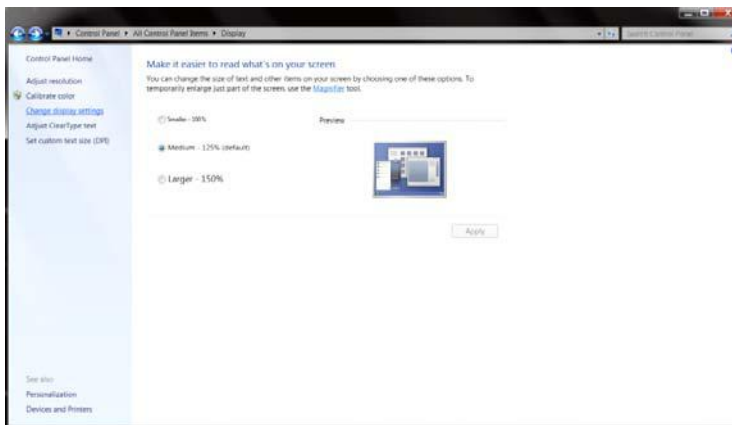 Control Panel ▸ All Control Panel Items ▸ Display
Search Control Panel
Control Panel Home
Adjust resolution
Calibrate color
Change display settings
Adjust ClearType text
Set custom text size (DPI)
Make it easier to read what's on your screen
You can change the size of text and other items on your screen by choosing one of these options. To
temporarily enlarge just part of the screen, use the Magnifier tool.
Smaller - 100%
Preview
Medium - 125% (default)
Larger - 150%
Apply
See also
Personalization
Devices and Printers